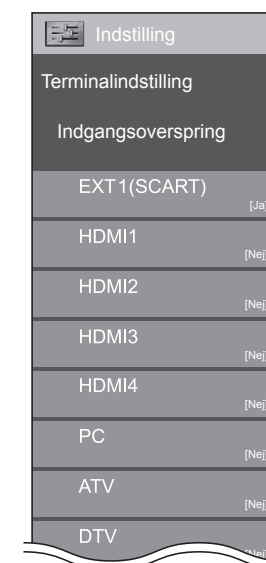 Indstilling
Terminalindstilling
Indgangsoverspring
EXT1(SCART)
[Ja]
HDMI1
[Nej]
HDMI2
[Nej]
HDMI3
[Nej]
HDMI4
[Nej]
PC
[Nej]
ATV
[Nej]
DTV
[Nej]